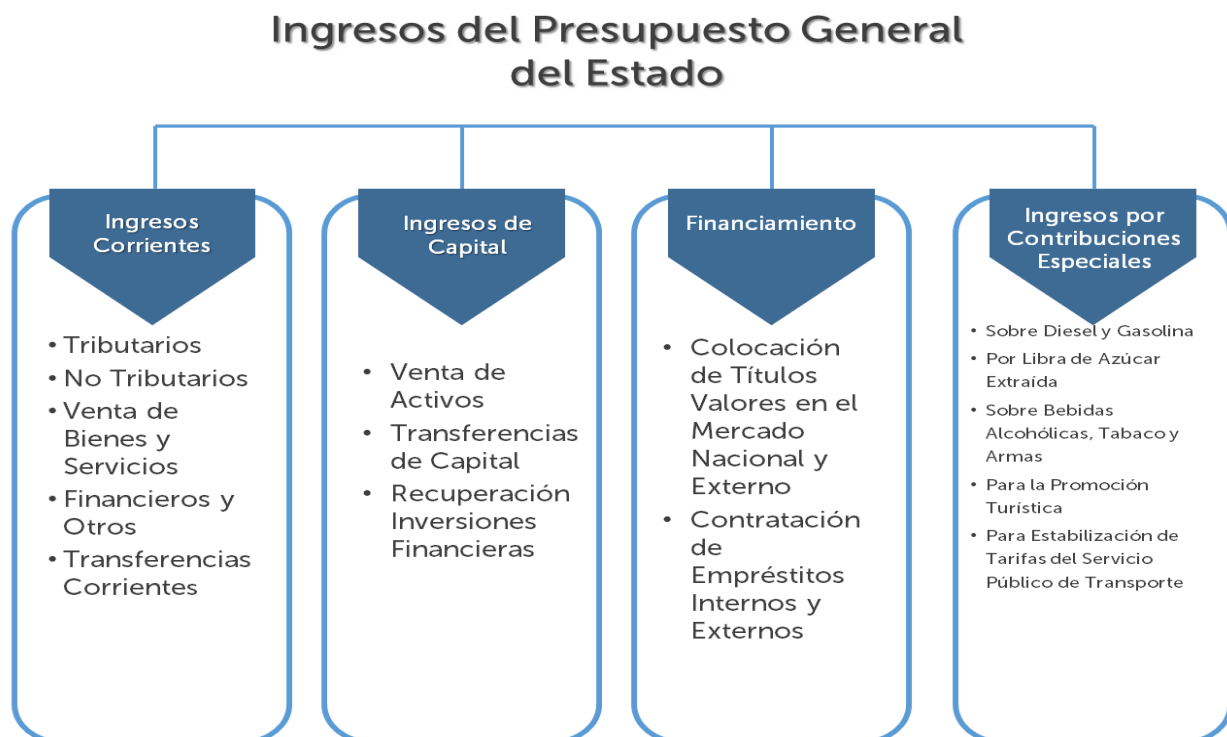 Ingresos del Presupuesto General
del Estado
Ingresos
Corrientes
• Tributarios
• No Tributarios
• Venta de
Bienes y
Servicios
• Financieros y
Otros
• Transferencias
Corrientes
Ingresos de
Capital
• Venta de
Activos
• Transferencias
de Capital
• Recuperación
Inversiones
Financieras
Financiamiento
• Colocación
de Títulos
Valores en el
Mercado
Nacional y
Externo
• Contratación
de
Empréstitos
Internos y
Externos
Ingresos por
Contribuciones
Especiales
• Sobre Diesel y Gasolina
• Por Libra de Azúcar
Extraída
• Sobre Bebidas
Alcohólicas, Tabaco y
Armas
• Para la Promoción
Turística
• Para Estabilización de
Tarifas del Servicio
Público de Transporte